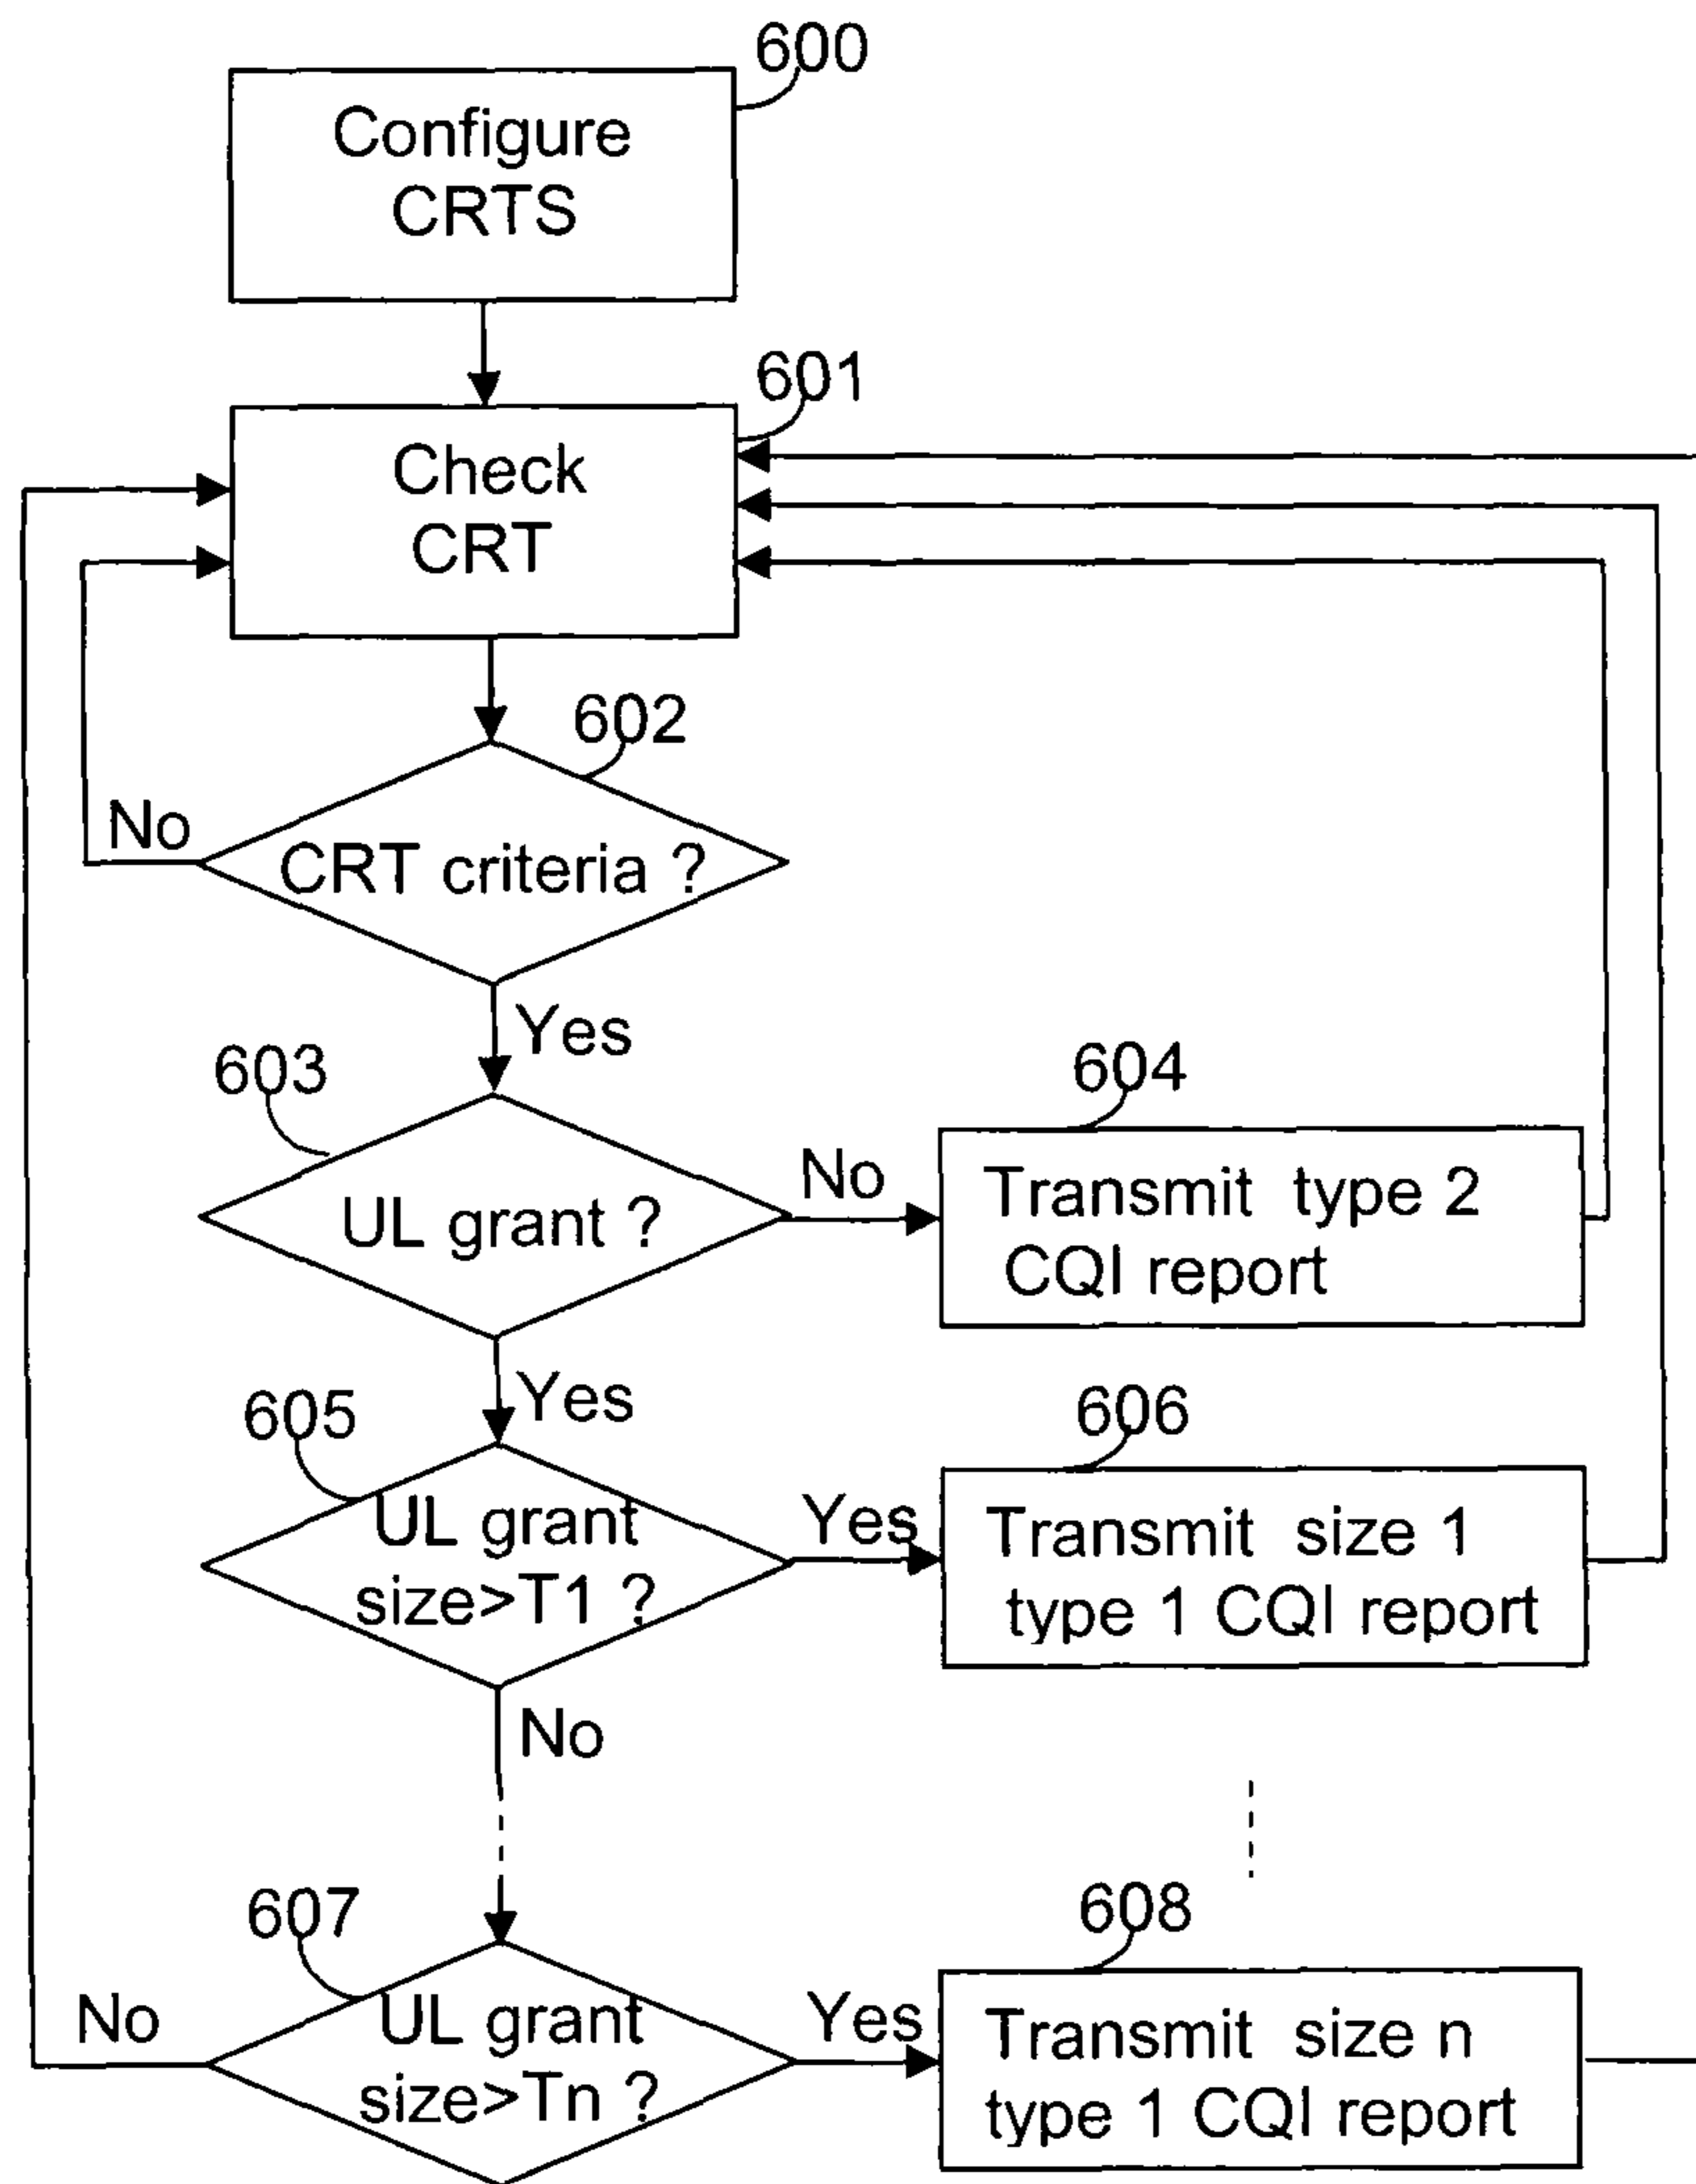 600
Configure
CRTS
601
Check
CRT
602
No
CRT criteria ?
Yes
603
604
UL grant ?
No
Transmit type 2
CQI report
Yes
605
606
UL grant
size>T1 ?
Yes
Transmit size 1
type 1 CQI report
No
607
608
No
UL grant
size>Tn ?
Yes
Transmit size n
type 1 CQI report